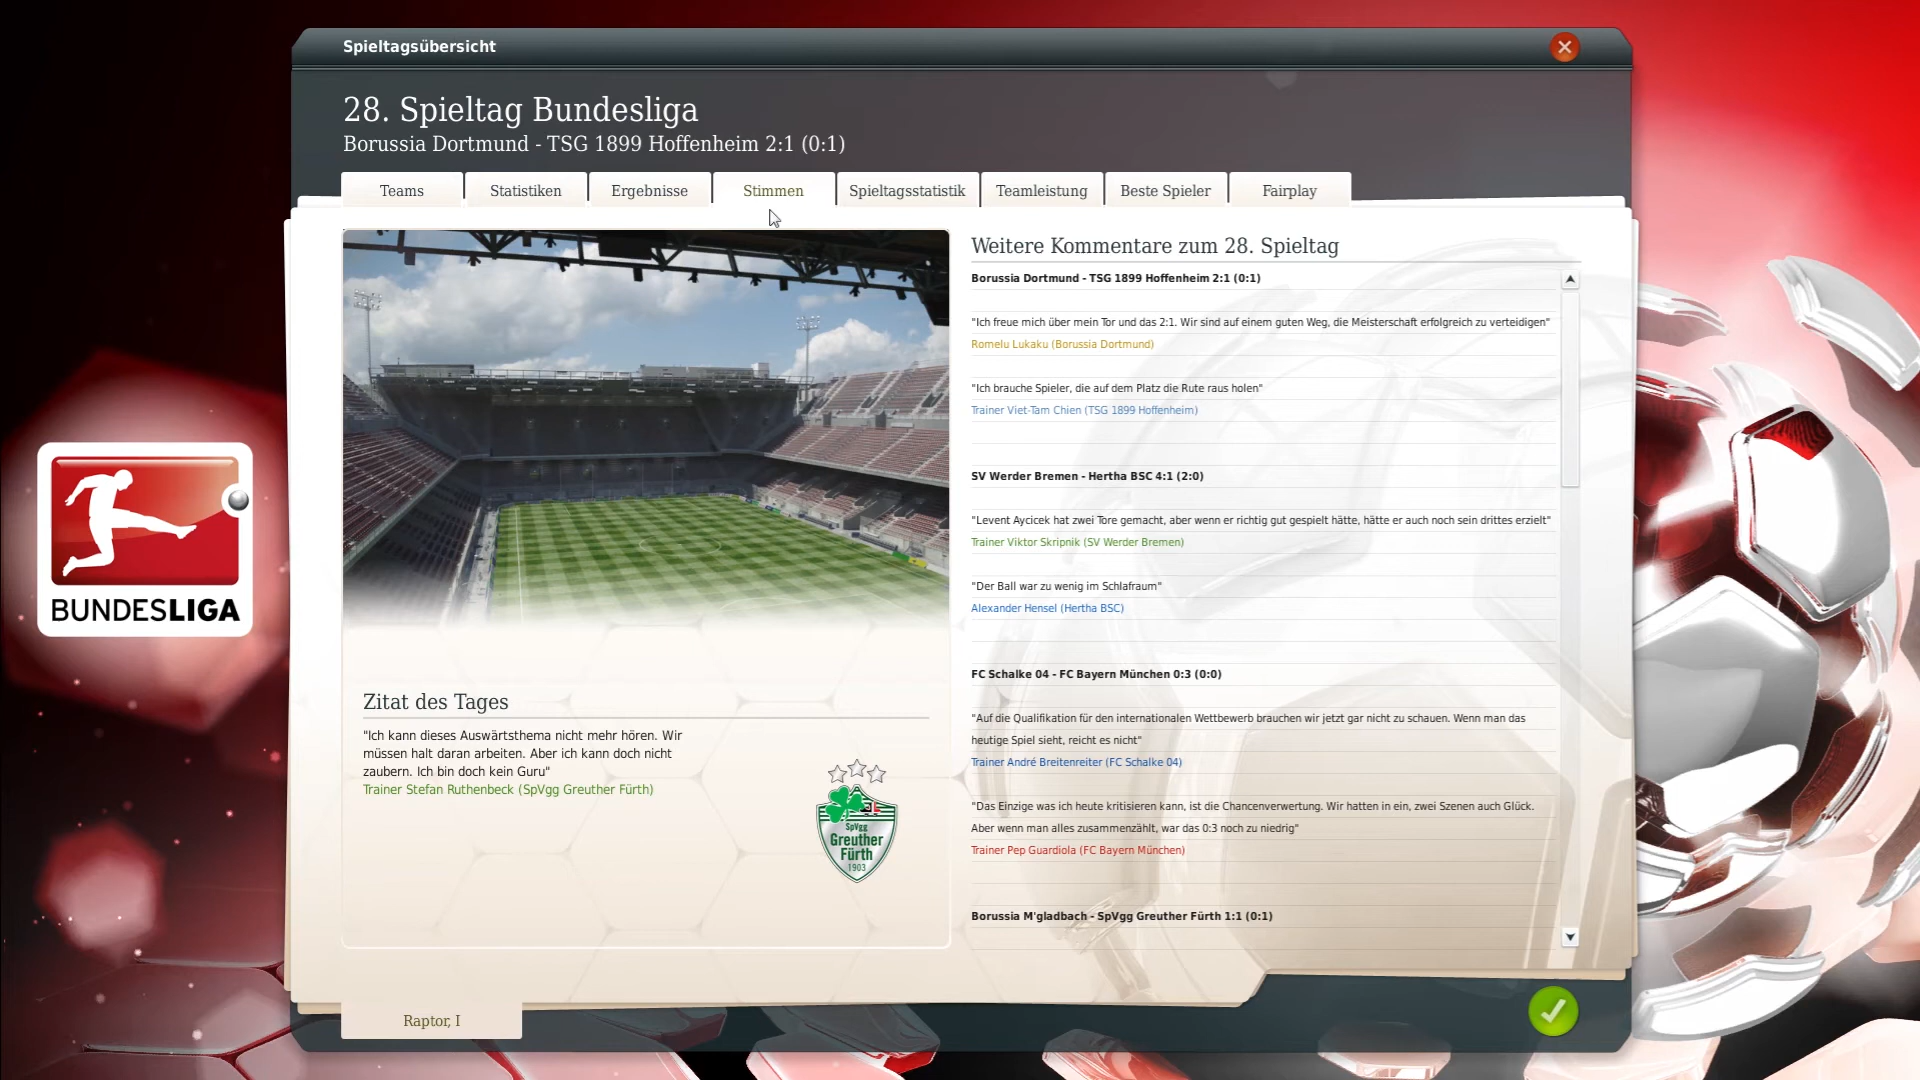 Spieltagsübersicht
28. Spieltag Bundesliga
Borussia Dortmund - TSG 1899 Hoffenheim 2:1 (0:1)
Teams
Statistiken
Ergebnisse
Stimmen
Spieltagsstatistik
Teamleistung
Beste Spieler
Fairplay
Weitere Kommentare zum 28. Spieltag
Borussia Dortmund - TSG 1899 Hoffenheim 2:1 (0:1)
"Ich freue mich über mein Tor und das 2:1. Wir sind auf einem guten Weg, die Meisterschaft erfolgreich zu verteidigen"
Romelu Lukaku (Borussia Dortmund)
"Ich brauche Spieler, die auf dem Platz die Rute raus holen"
Trainer Viet-Tam Chien (TSG 1899 Hoffenheim)
SV Werder Bremen - Hertha BSC 4:1 (2:0)
"Levent Aycicek hat zwei Tore gemacht, aber wenn er richtig gut gespielt hätte, hätte er auch noch sein drittes erzielt"
Trainer Viktor Skripnik (SV Werder Bremen)
"Der Ball war zu wenig im Schlafraum"
Alexander Hensel (Hertha BSC)
FC Schalke 04 - FC Bayern München 0:3 (0:0)
"Auf die Qualifikation für den internationalen Wettbewerb brauchen wir jetzt gar nicht zu schauen. Wenn man das
heutige Spiel sieht, reicht es nicht"
Trainer André Breitenreiter (FC Schalke 04)
"Das Einzige was ich heute kritisieren kann, ist die Chancenverwertung. Wir hatten in ein, zwei Szenen auch Glück.
Aber wenn man alles zusammenzählt, war das 0:3 noch zu niedrig"
Trainer Pep Guardiola (FC Bayern München)
Borussia M'gladbach - SpVgg Greuther Fürth 1:1 (0:1)
Zitat des Tages
"Ich kann dieses Auswärtsthema nicht mehr hören. Wir
müssen halt daran arbeiten. Aber ich kann doch nicht
zaubern. Ich bin doch kein Guru"
Trainer Stefan Ruthenbeck (SpVgg Greuther Fürth)
SpVgg
Greuther
Fürth
1903
BUNDESLIGA
Raptor, I